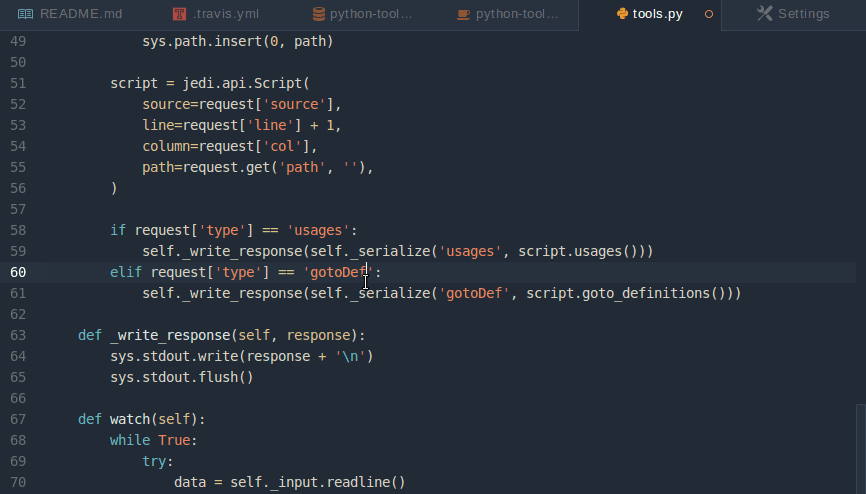 README.md .travis.yml python-tool... python-tool... tools.py Settings
49 sys.path.insert(0, path)
50
51 script = jedi.api.Script(
52 source=request['source'],
53 line=request['line'] + 1,
54 column=request['col'],
55 path=request.get('path', ''),
56 )
57
58 if request['type'] == 'usages':
59 self._write_response(self._serialize('usages', script.usages()))
60 elif request['type'] == 'gotoDef':
61 self._write_response(self._serialize('gotoDef', script.goto_definitions()))
62
63 def _write_response(self, response):
64 sys.stdout.write(response + '\n')
65 sys.stdout.flush()
66
67 def watch(self):
68 while True:
69 try:
70 data = self._input.readline()